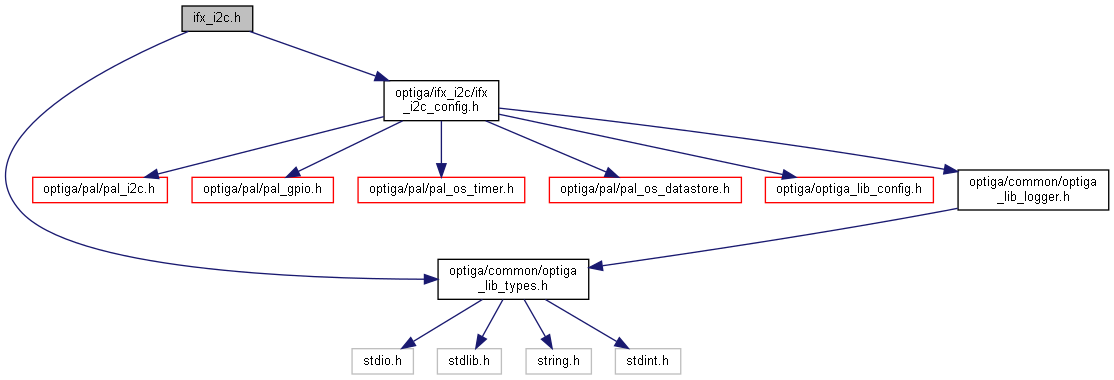 ifx_i2c.h
optiga/ifx_i2c/ifx
_i2c_config.h
optiga/pal/pal_i2c.h
optiga/pal/pal_gpio.h
optiga/pal/pal_os_timer.h
optiga/pal/pal_os_datastore.h
optiga/optiga_lib_config.h
optiga/common/optiga
_lib_logger.h
optiga/common/optiga
_lib_types.h
stdio.h
stdlib.h
string.h
stdint.h